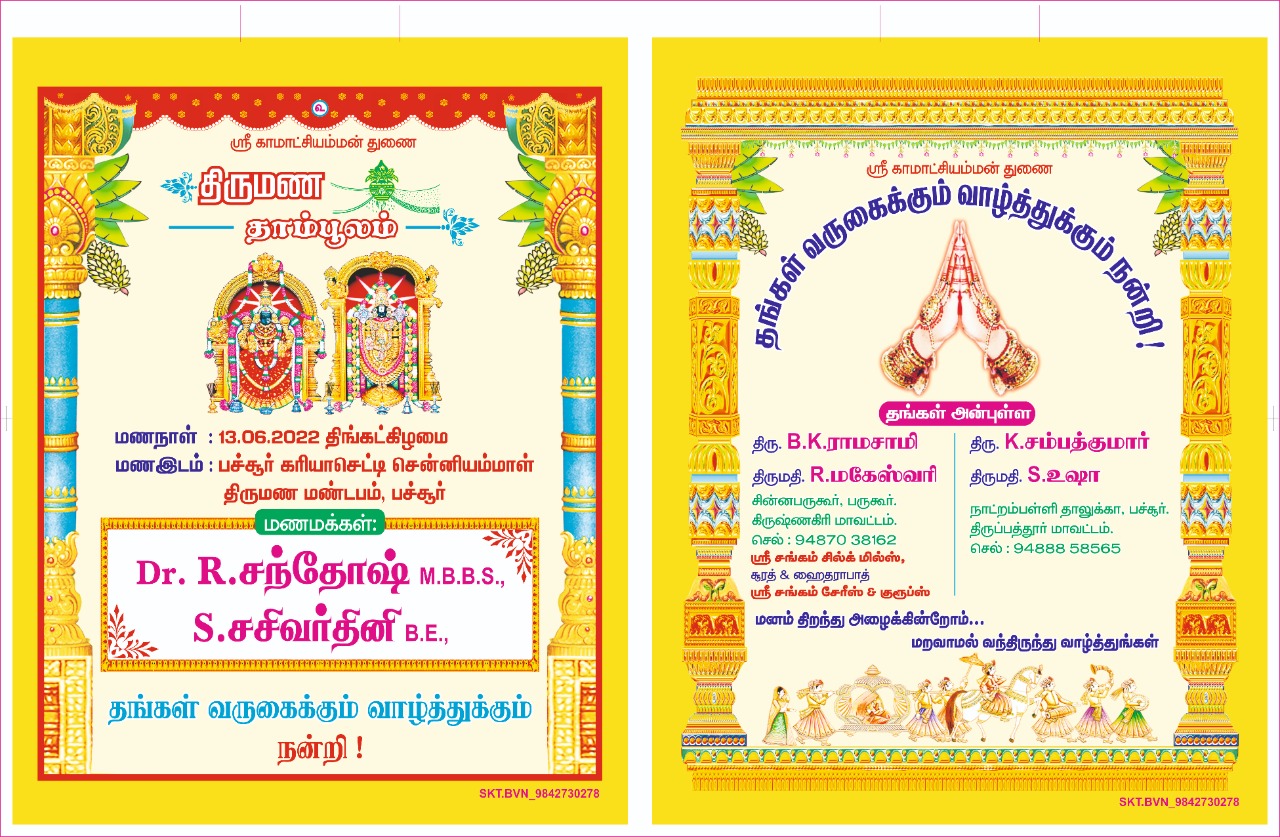 உ
ஸ்ரீ காமாட்சியம்மன் துணை
திருமண
தாம்பூலம்
மணநாள் : 13.06.2022 திங்கட்கிழமை
மணஇடம் : பச்சூர் கரியாசெட்டி சென்னியம்மாள்
திருமண மண்டபம், பச்சூர்
மணமக்கள்:
Dr. R.சந்தோஷ் M.B.B.S.,
S.சசிவர்தினி B.E.,
தங்கள் வருகைக்கும் வாழ்த்துக்கும்
நன்றி !
SKT.BVN_9842730278
ஸ்ரீ காமாட்சியம்மன் துணை
தங்கள் வருகைக்கும் வாழ்த்துக்கும் நன்றி !
தங்கள் அன்புள்ள
திரு. B.K.ராமசாமி
திருமதி. R.மகேஸ்வரி
சின்னபருகூர், பருகூர்.
கிருஷ்ணகிரி மாவட்டம்.
செல் : 94870 38162
ஸ்ரீ சங்கம் சில்க் மில்ஸ்,
சூரத் & ஹைதராபாத்
ஸ்ரீ சங்கம் சேரீஸ் & குரூப்ஸ்
திரு. K.சம்பத்குமார்
திருமதி. S.உஷா
நாட்றம்பள்ளி தாலுக்கா, பச்சூர்.
திருப்பத்தூர் மாவட்டம்.
செல் : 94888 58565
மனம் திறந்து அழைக்கின்றோம்...
மறவாமல் வந்திருந்து வாழ்த்துங்கள்
SKT.BVN_9842730278